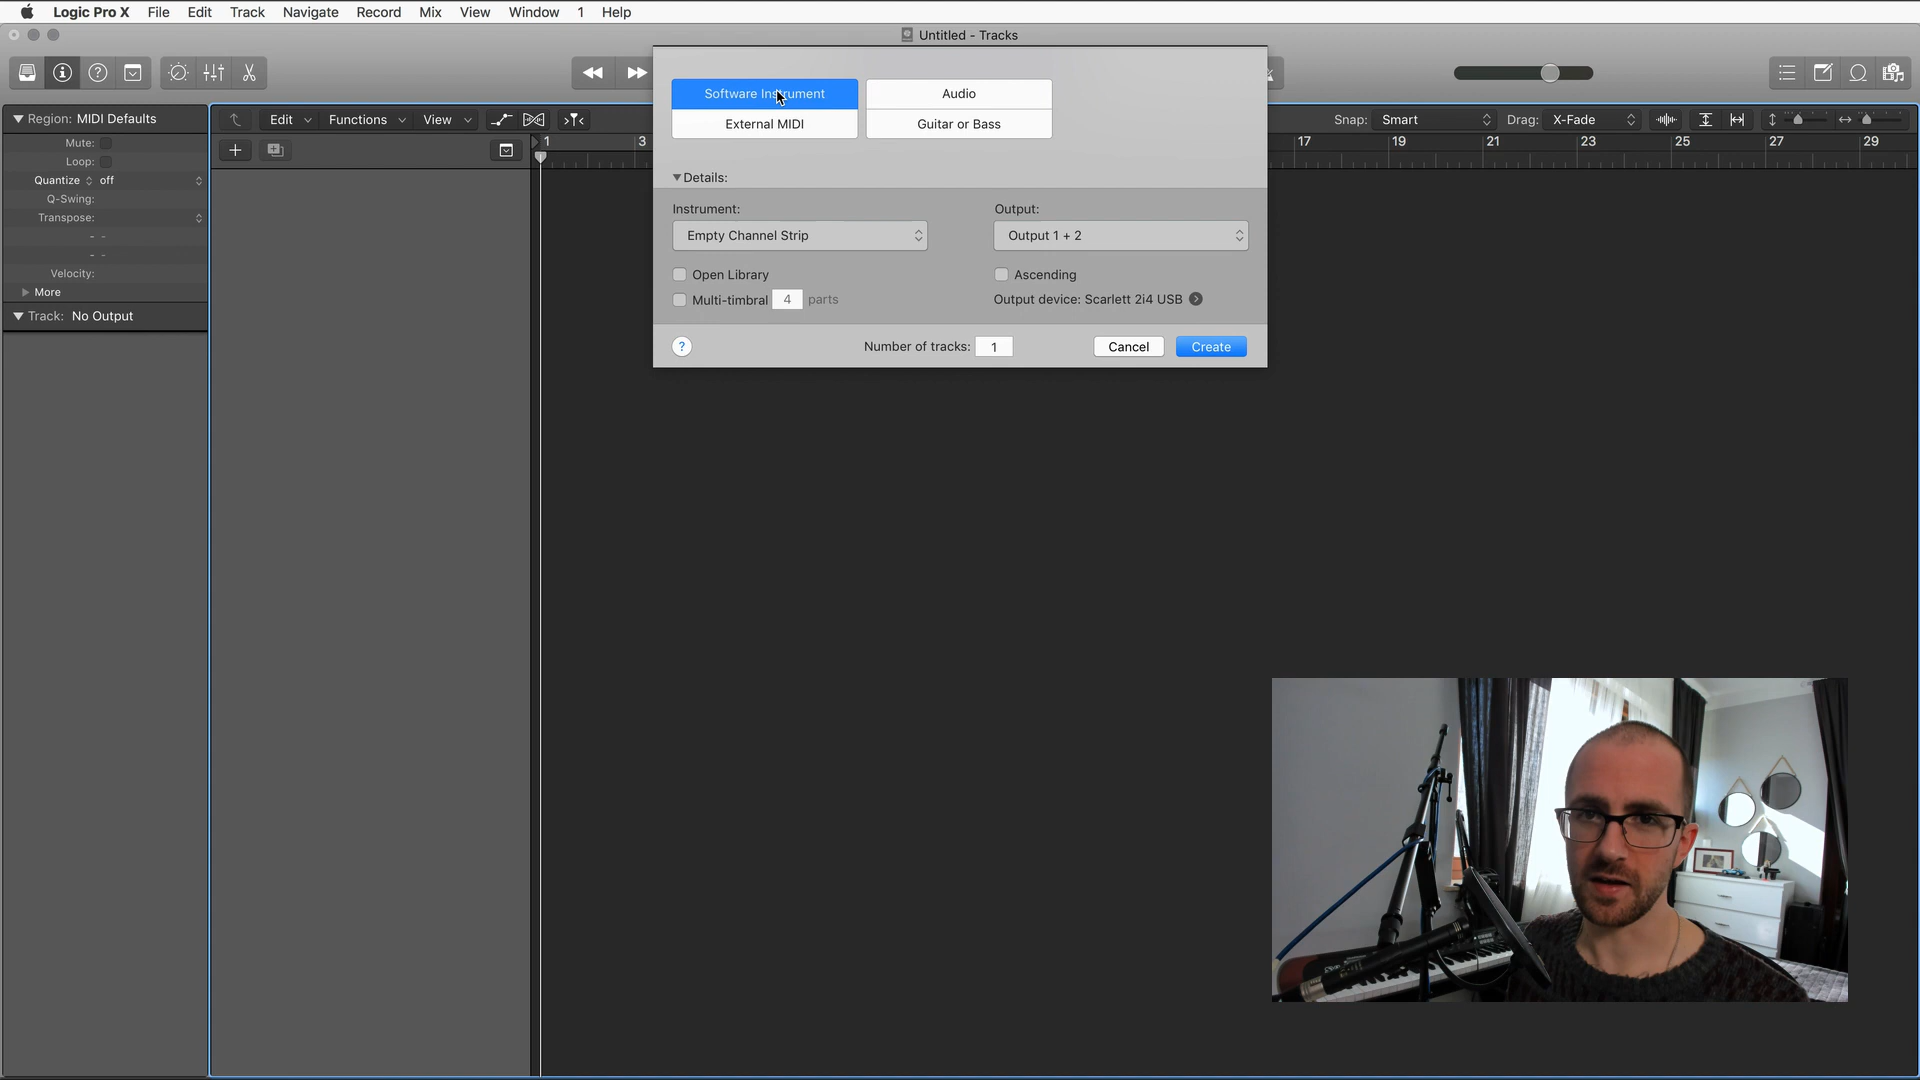 Logic Pro X File Edit Track Navigate Record Mix View Window 1 Help
Untitled - Tracks
Software Instrument
Audio
External MIDI
Guitar or Bass
Region: MIDI Defaults
Mute:
Loop:
Quantize off
Q-Swing:
Transpose:
- -
- -
Velocity:
More
Track: No Output
Edit Functions View
Snap: Smart Drag: X-Fade
1 3 17 19 21 23 25 27 29
Details:
Instrument:
Empty Channel Strip
Output:
Output 1 + 2
Open Library
Ascending
Multi-timbral 4 parts
Output device: Scarlett 2i4 USB
? Number of tracks: 1 Cancel Create